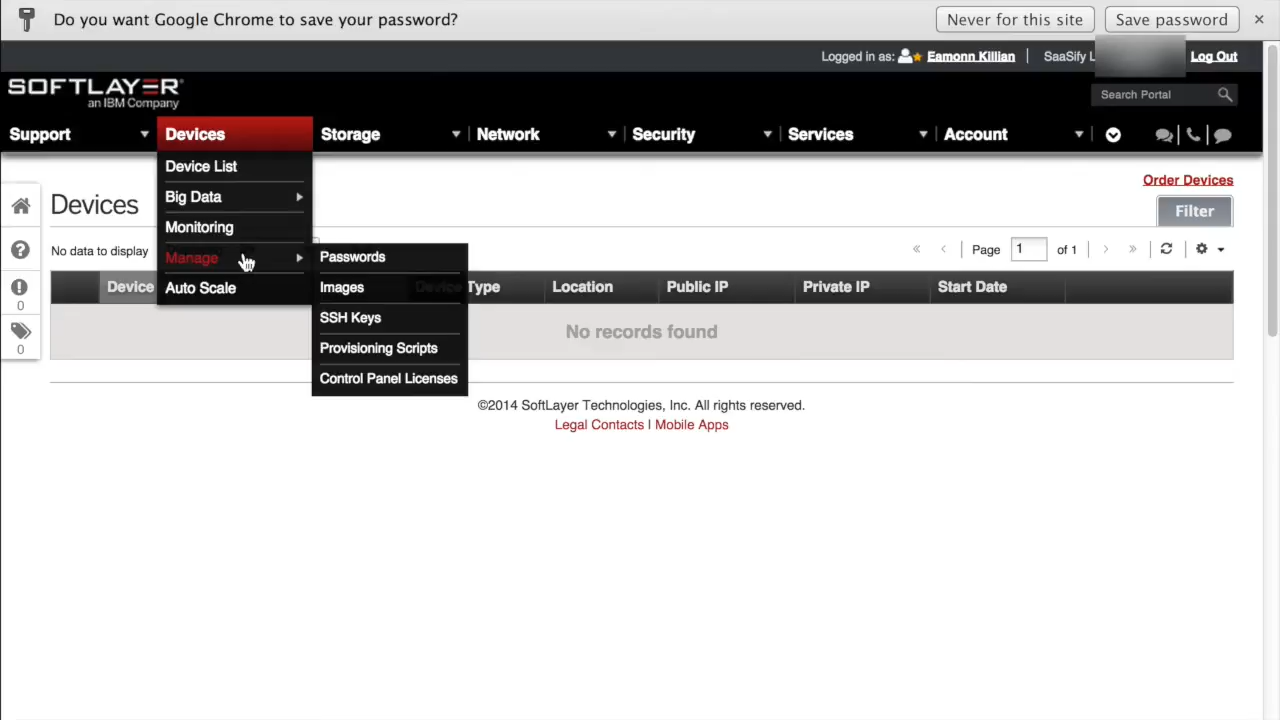 Do you want Google Chrome to save your password?
Never for this site
Save password
Logged in as: Eamonn Killian
SaaSify L
Log Out
SOFTLAYER
an IBM Company
Search Portal
Support
Devices
Storage
Network
Security
Services
Account
Device List
Big Data
Monitoring
Manage
Auto Scale
Passwords
Images
SSH Keys
Provisioning Scripts
Control Panel Licenses
Order Devices
Devices
Filter
No data to display
Page 1 of 1
Device
Device Type
Location
Public IP
Private IP
Start Date
0
No records found
0
©2014 SoftLayer Technologies, Inc. All rights reserved.
Legal Contacts | Mobile Apps